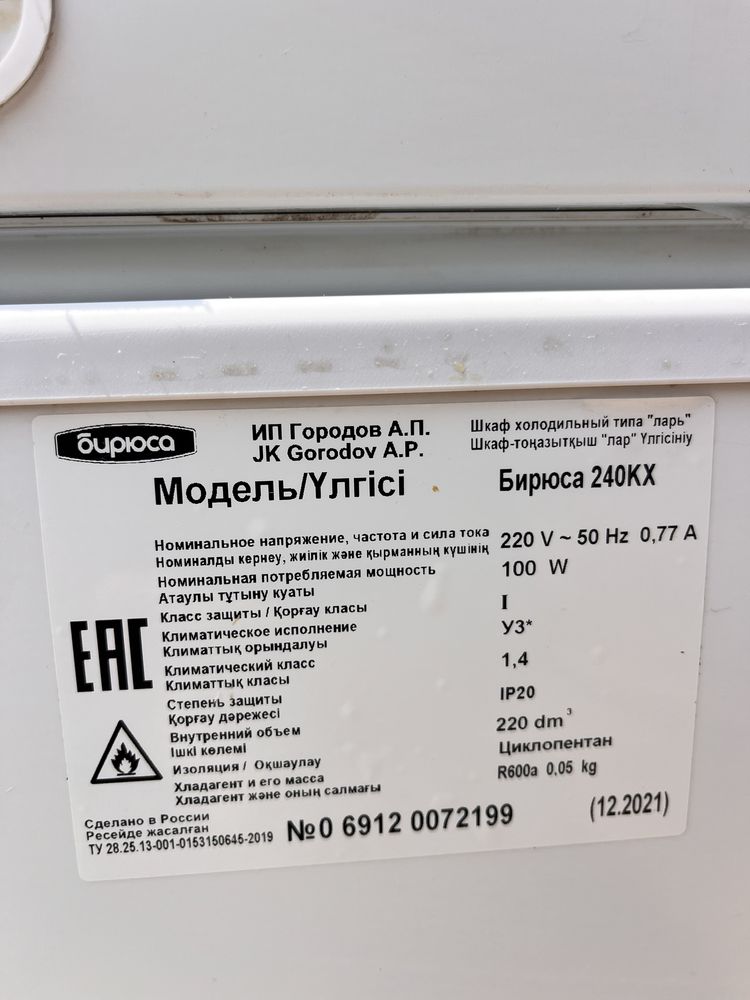 бирюса
ИП Городов А.П.
JK Gorodov A.P.
Шкаф холодильный типа "ларь"
Шкаф-тоңазытқыш "лар" Үлгісініу
Модель/Үлгісі
Бирюса 240KX
Номинальное напряжение, частота и сила тока
Номиналды кернеу, жиілік және қырманның күшінің
220 V ~ 50 Hz 0,77 A
Номинальная потребляемая мощность
Атаулы тұтыну қуаты
100 W
Класс защиты / Қорғау класы
I
Климатическое исполнение
Климаттық орындалуы
У3*
Климатический класс
Климаттық класы
1,4
Степень защиты
Қорғау дәрежесі
IP20
Внутренний объем
Ішкі көлемі
220 dm³
Изоляция / Оқшаулау
Циклопентан
Хладагент и его масса
Хладагент және оның салмағы
R600a 0,05 kg
EAC
Сделано в России
Ресейде жасалған
ТУ 28.25.13-001-0153150645-2019
№0 6912 0072199
(12.2021)